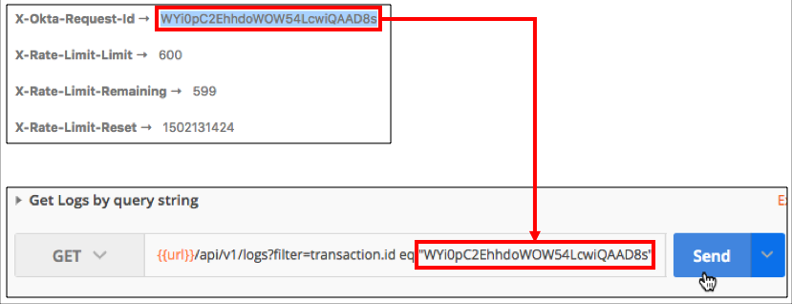 X-Okta-Request-Id → WYi0pC2EhhdoWOW54LcwiQAAD8s
X-Rate-Limit-Limit → 600
X-Rate-Limit-Remaining → 599
X-Rate-Limit-Reset → 1502131424
Get Logs by query string
GET {{url}}/api/v1/logs?filter=transaction.id eq "WYi0pC2EhhdoWOW54LcwiQAAD8s" Send